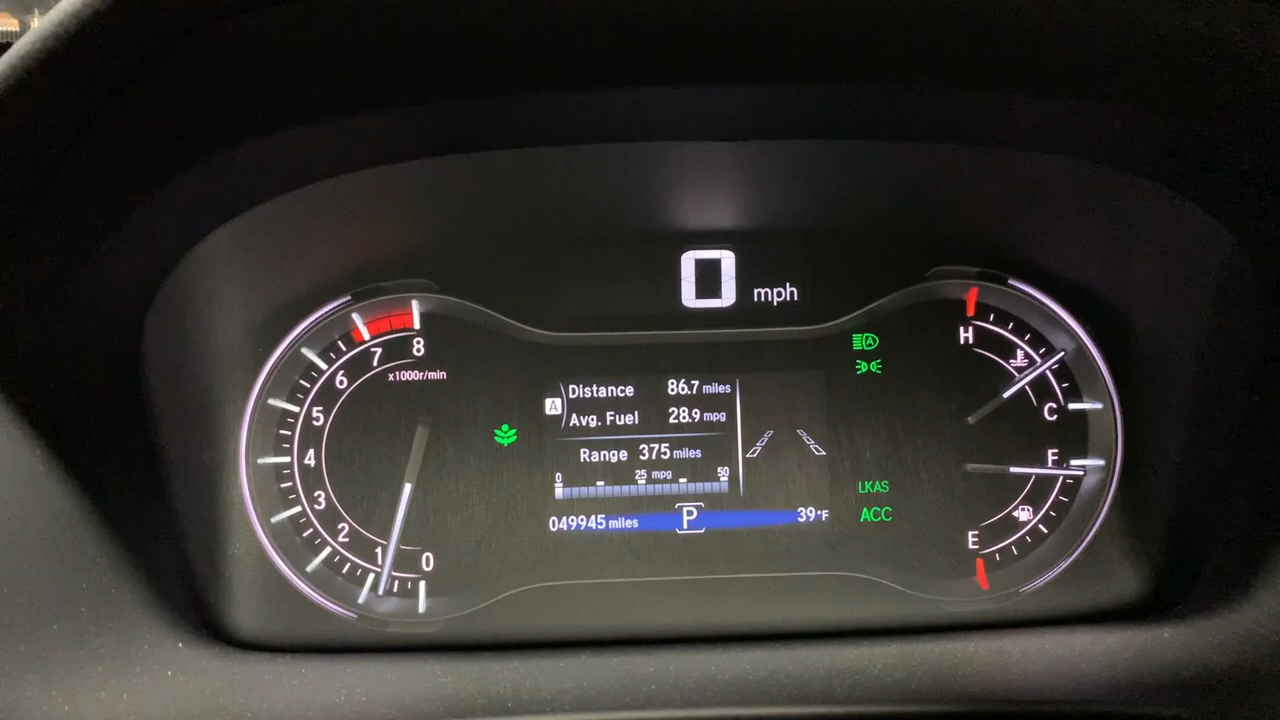 0 mph
8
7
6
5
4
3
2
1
0
x1000r/min
A
Distance 86.7 miles
Avg. Fuel 28.9 mpg
Range 375 miles
0 25 mpg 50
049945 miles P 39°F
A
LKAS
ACC
H
C
F
E